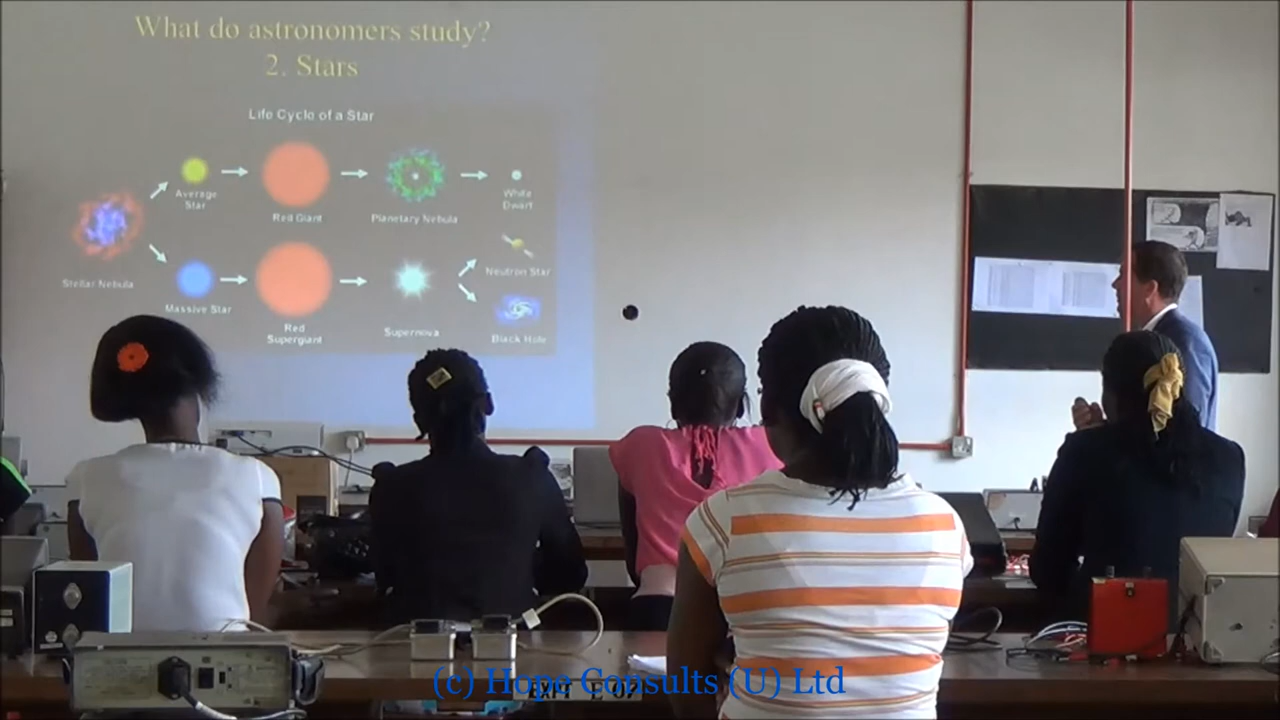 What do astronomers study?
2. Stars
Life Cycle of a Star
Average
Star
Red Giant
Planetary Nebula
White
Dwarf
Stellar Nebula
Massive Star
Red
Supergiant
Supernova
Neutron Star
Black Hole
(c) Hope Consults (U) Ltd